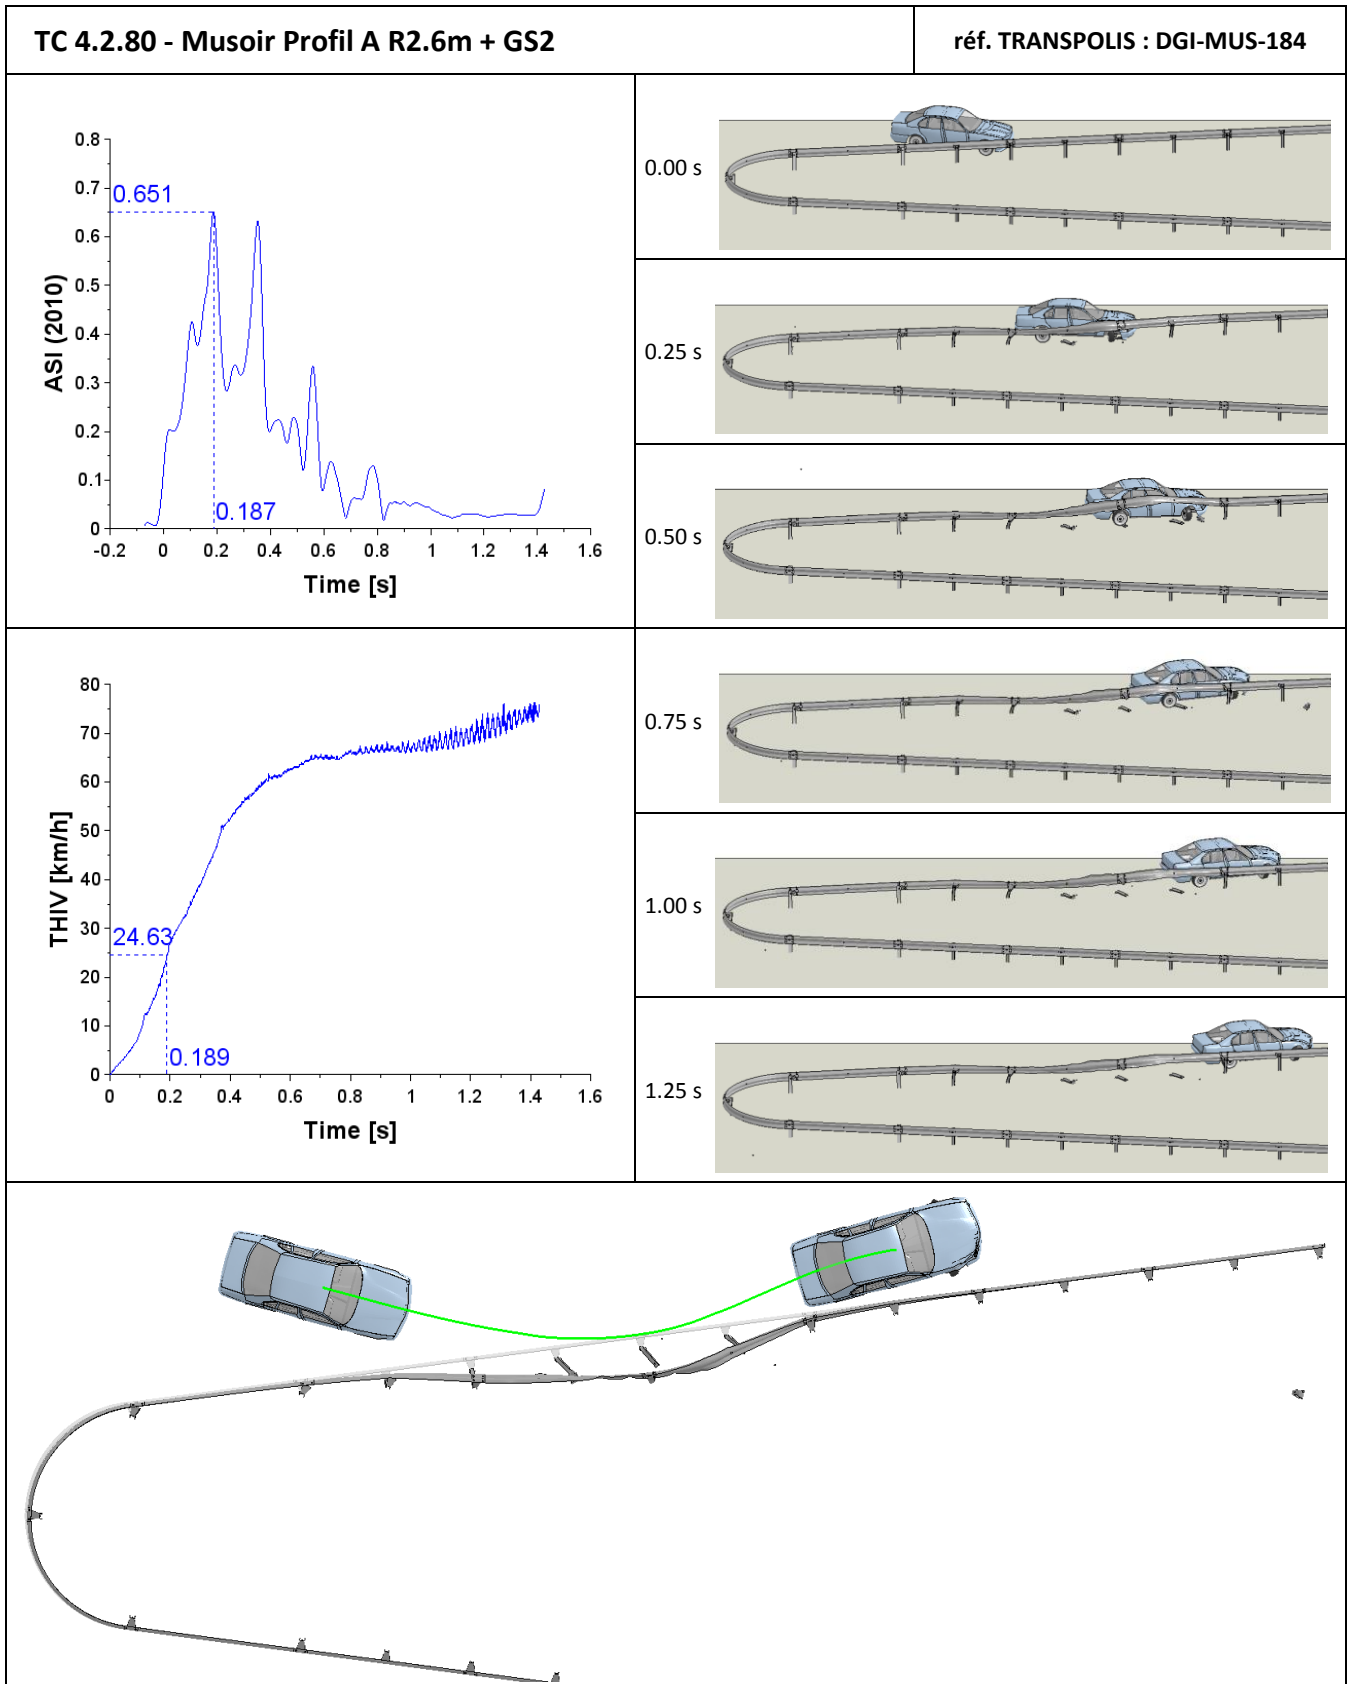 TC 4.2.80 - Musoir Profil A R2.6m + GS2
réf. TRANSPOLIS : DGI-MUS-184
ASI (2010)
0.8
0.7
0.6
0.5
0.4
0.3
0.2
0.1
0
0.651
0.187
-0.2 0 0.2 0.4 0.6 0.8 1 1.2 1.4 1.6
Time [s]
0.00 s
0.25 s
0.50 s
THIV [km/h]
80
70
60
50
40
30
20
10
0
24.63
0.189
0 0.2 0.4 0.6 0.8 1 1.2 1.4 1.6
Time [s]
0.75 s
1.00 s
1.25 s